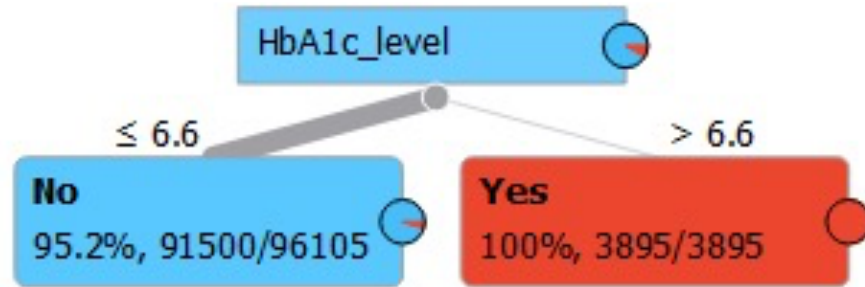 HbA1c_level
≤ 6.6
> 6.6
No
95.2%, 91500/96105
Yes
100%, 3895/3895